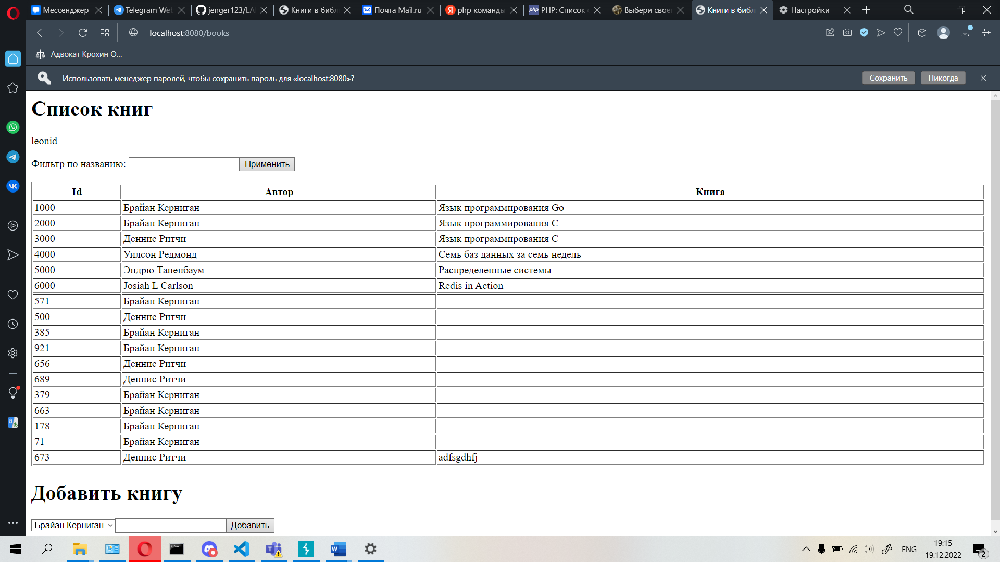 Мессенджер
Telegram We
jenger123/LA
Книги в библ
Почта Mail.ru
php команды
PHP: Список
Выбери свое
Книги в библ
Настройки
localhost:8080/books
Адвокат Крохин О...
Использовать менеджер паролей, чтобы сохранить пароль для «localhost:8080»?
Сохранить
Никогда
Список книг
leonid
Фильтр по названию:
Применить
Id Автор Книга
1000 Брайан Керниган Язык программирования Go
2000 Брайан Керниган Язык программирования C
3000 Деннис Ритчи Язык программирования C
4000 Уилсон Редмонд Семь баз данных за семь недель
5000 Эндрю Таненбаум Распределенные системы
6000 Josiah L Carlson Redis in Action
571 Брайан Керниган
500 Деннис Ритчи
385 Брайан Керниган
921 Брайан Керниган
656 Деннис Ритчи
689 Деннис Ритчи
379 Брайан Керниган
663 Брайан Керниган
178 Брайан Керниган
71 Брайан Керниган
673 Деннис Ритчи adfsgdhfj
Добавить книгу
Брайан Керниган
Добавить
ENG
19:15
19.12.2022
2